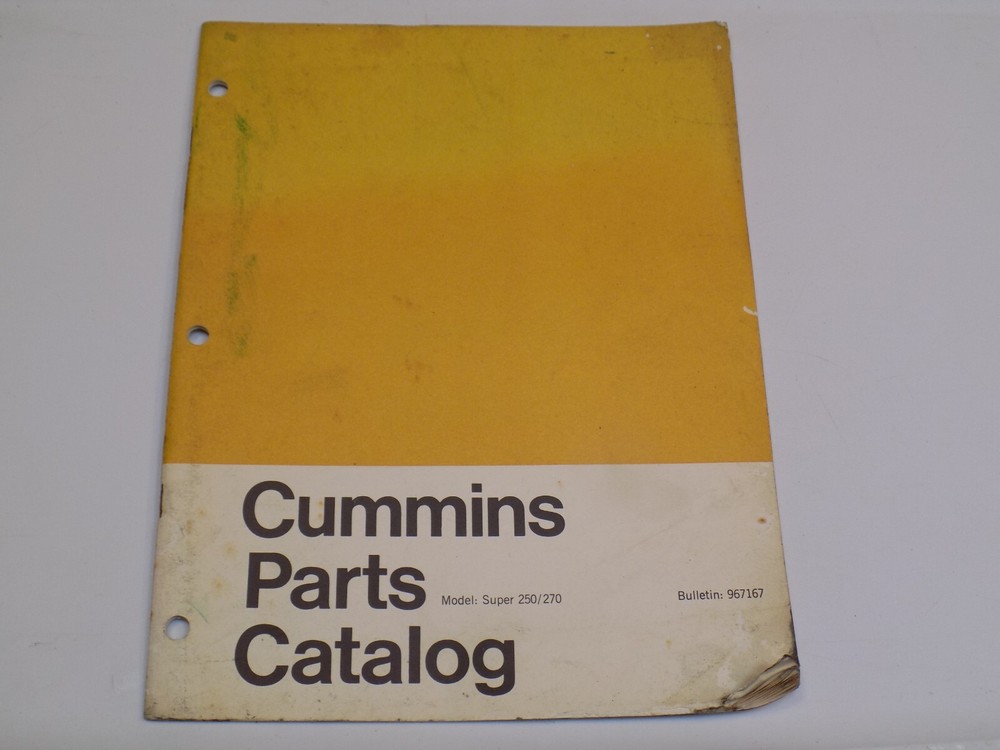 Cummins
Parts
Model: Super 250/270
Bulletin: 967167
Catalog